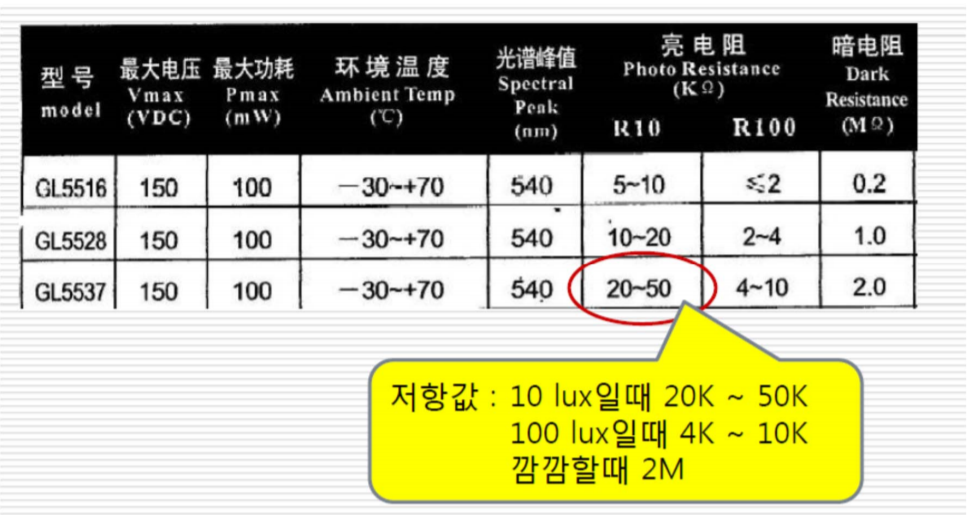 型号 model
最大电压 Vmax (VDC)
最大功耗 Pmax (mW)
环境温度 Ambient Temp (℃)
光谱峰值 Spectral Peak (nm)
亮电阻 Photo Resistance (KΩ)
R10 R100
暗电阻 Dark Resistance (MΩ)
GL5516 150 100 －30~+70 540 5~10 ≤2 0.2
GL5528 150 100 －30~+70 540 10~20 2~4 1.0
GL5537 150 100 －30~+70 540 20~50 4~10 2.0
저항값 : 10 lux일때 20K ~ 50K
100 lux일때 4K ~ 10K
깜깜할때 2M